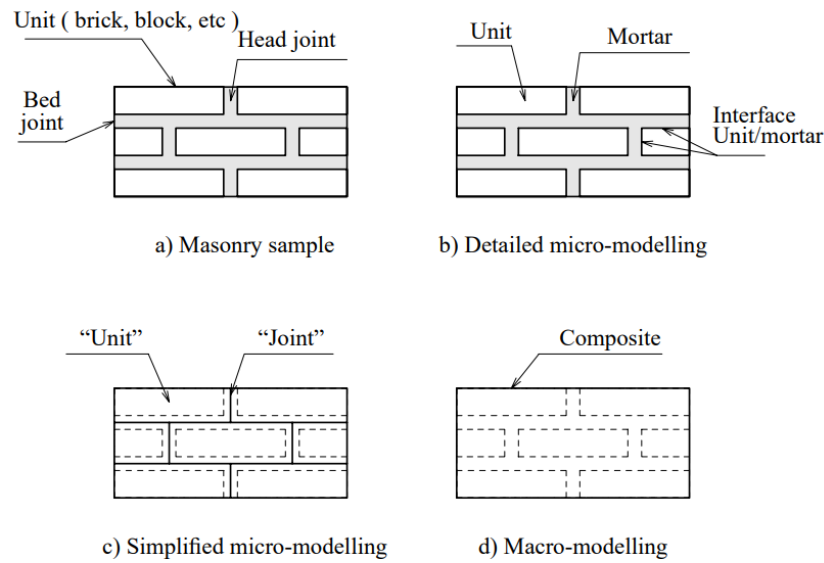 Unit ( brick, block, etc )
Head joint
Bed
joint
a) Masonry sample
Unit
Mortar
Interface
Unit/mortar
b) Detailed micro-modelling
“Unit”
“Joint”
c) Simplified micro-modelling
Composite
d) Macro-modelling